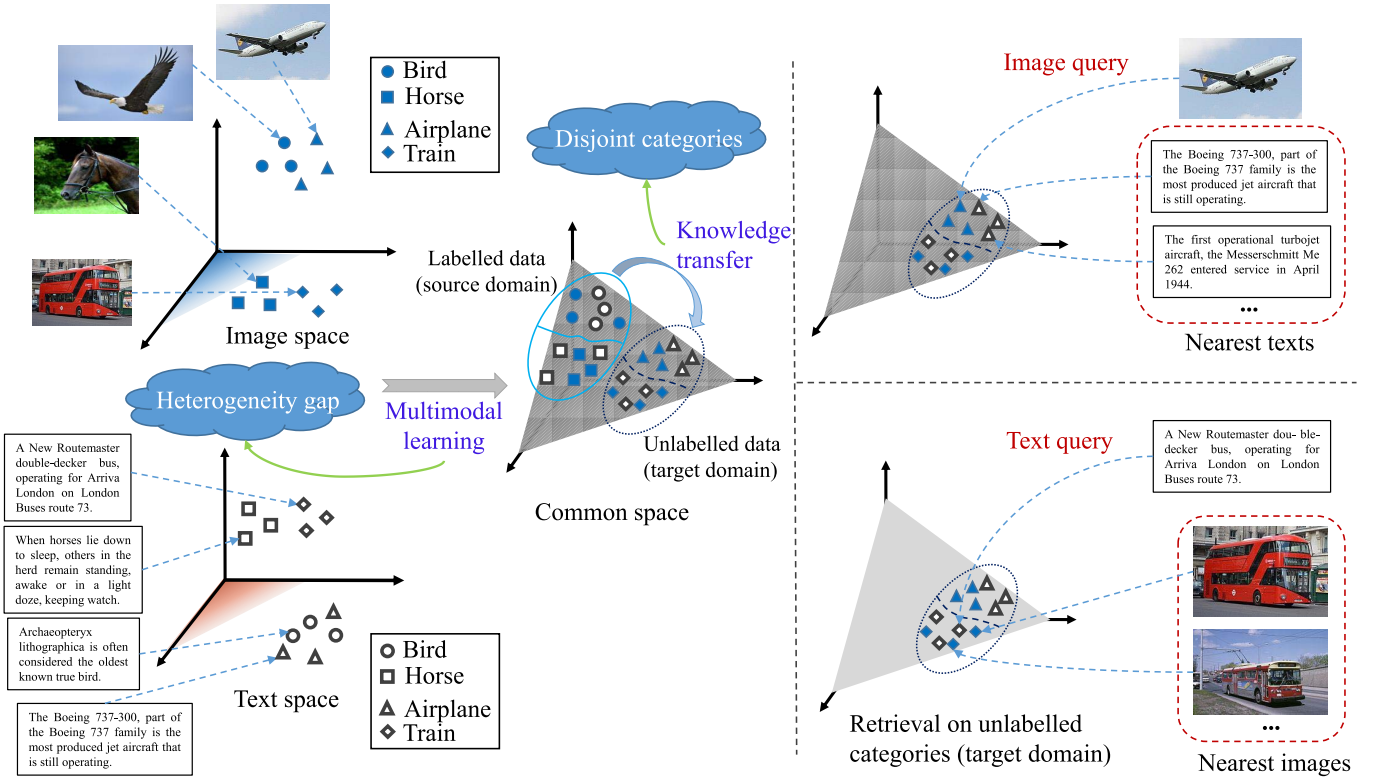 Bird
Horse
Airplane
Train
Image space
Heterogeneity gap
A New Routemaster
double-decker bus,
operating for Arriva
London on London
Buses route 73.
When horses lie down
to sleep, others in the
herd remain standing,
awake or in a light
doze, keeping watch.
Archaeopteryx
lithographica is often
considered the oldest
known true bird.
The Boeing 737-300, part of
the Boeing 737 family is the
most produced jet aircraft that
is still operating.
Text space
Bird
Horse
Airplane
Train
Multimodal
learning
Disjoint categories
Knowledge
transfer
Labelled data
(source domain)
Unlabelled data
(target domain)
Common space
Image query
The Boeing 737-300, part of
the Boeing 737 family is the
most produced jet aircraft that
is still operating.
The first operational turbojet
aircraft, the Messerschmitt Me
262 entered service in April
1944.
...
Nearest texts
Text query
A New Routemaster dou- ble-
decker bus, operating for
Arriva London on London
Buses route 73.
...
Nearest images
Retrieval on unlabelled
categories (target domain)